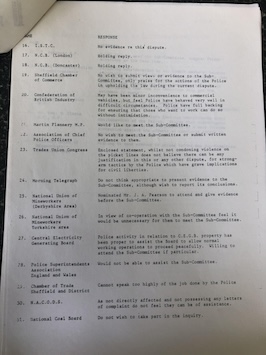 RESPONSE
16. I.S.T.C. No evidence in this dispute.
17. N.C.B. (London) Holding reply
18. N.C.B. (Doncaster) Holding reply
19. Sheffield Chamber of Commerce No wish to submit views or evidence to the Sub-
Committee, only praise for the actions of the Police
in upholding the law during the current dispute.
20. Confederation of British Industry May have been minor inconvenience to commercial
vehicles, but feel Police have behaved very well in
difficult circumstances. Police have full backing
for ensuring that those who want to work can do so
without intimidation.
21. Martin Flannery M.P. Would like to meet the Sub-Committee.
22. Association of Chief Police Officers No wish to meet the Sub-Committee or submit written
evidence to them.
23. Trades Union Congress Enclosed statement, whilst not condoning violence on
the picket lines does not believe there can be any
justification in this or any other dispute, for strong
arm tactics by the Police which have grave implications
for civil liberties.
24. Morning Telegraph Do not think appropriate to present evidence to the
Sub-Committee, although wish to report its conclusions.
25. National Union of Mineworkers (Derbyshire Area) Nominated Mr. J. to attend and give evidence
before the Sub-Committee.
26. National Union of Mineworkers Yorkshire area In view of co-operation with the Sub-Committee feel it
would be unnecessary for them to meet the Sub-Committee.
27. Central Electricity Generating Board Police activity in relation to C.E.G.B. property has
been proper to assist the Board to allow normal
working operations to proceed peacefully. Willing to
attend the Sub-Committee if particular
28. Police Superintendents Association England and Wales Would not be able to assist the Sub-Committee.
Chamber of Trade Sheffield and District Cannot speak too highly of the job done by the Police
N.A.C.O.D.S. As not directly affected and not possessing any letters
of complaint do not feel they can be of assistance.
National Coal Board Do not wish to take part in the inquiry.